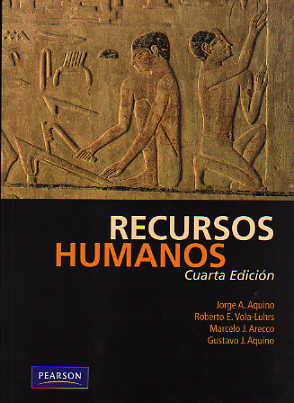 RECURSOS
HUMANOS
Cuarta Edición
Jorge A. Aquino
Roberto E. Vola-Luhrs
Marcelo J. Arecco
Gustavo J. Aquino
PEARSON